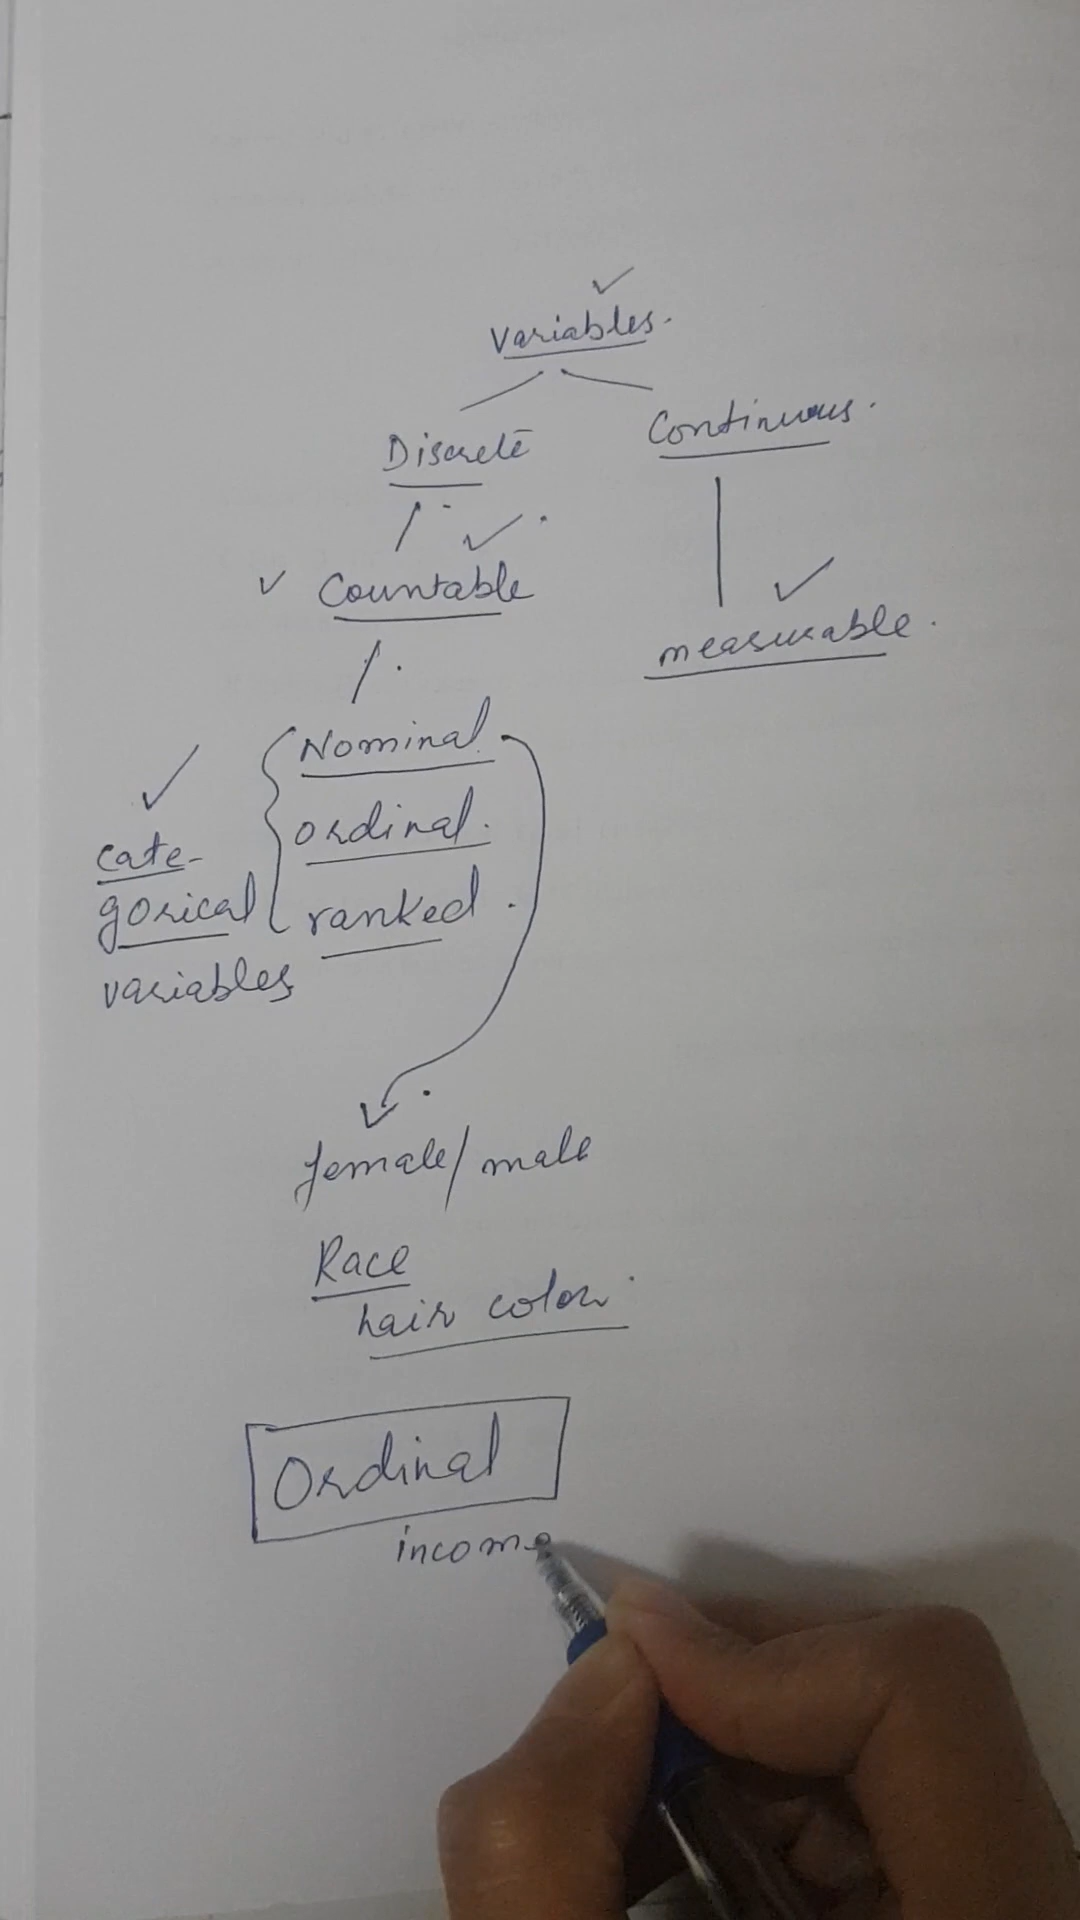 Variables.
Discrete
Continuous.
Countable
measurable.
Nominal
ordinal.
ranked.
cate-
gorical
variables
female/male
Race
hair color.
Ordinal
income